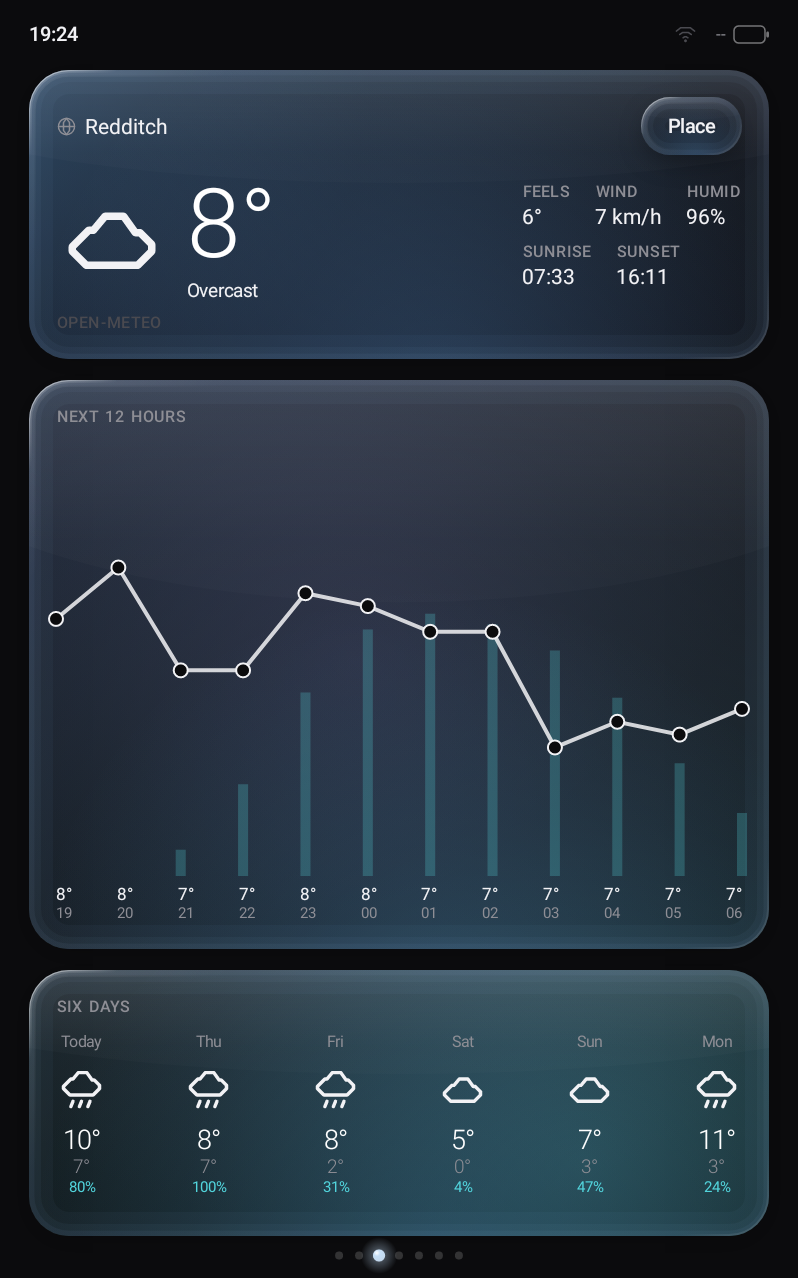 19:24
--
Redditch
Place
8°
Overcast
FEELS WIND HUMID
6° 7 km/h 96%
SUNRISE SUNSET
07:33 16:11
OPEN-METEO
NEXT 12 HOURS
8° 8° 7° 7° 8° 8° 7° 7° 7° 7° 7° 7°
19 20 21 22 23 00 01 02 03 04 05 06
SIX DAYS
Today Thu Fri Sat Sun Mon
10° 8° 8° 5° 7° 11°
7° 7° 2° 0° 3° 3°
80% 100% 31% 4% 47% 24%